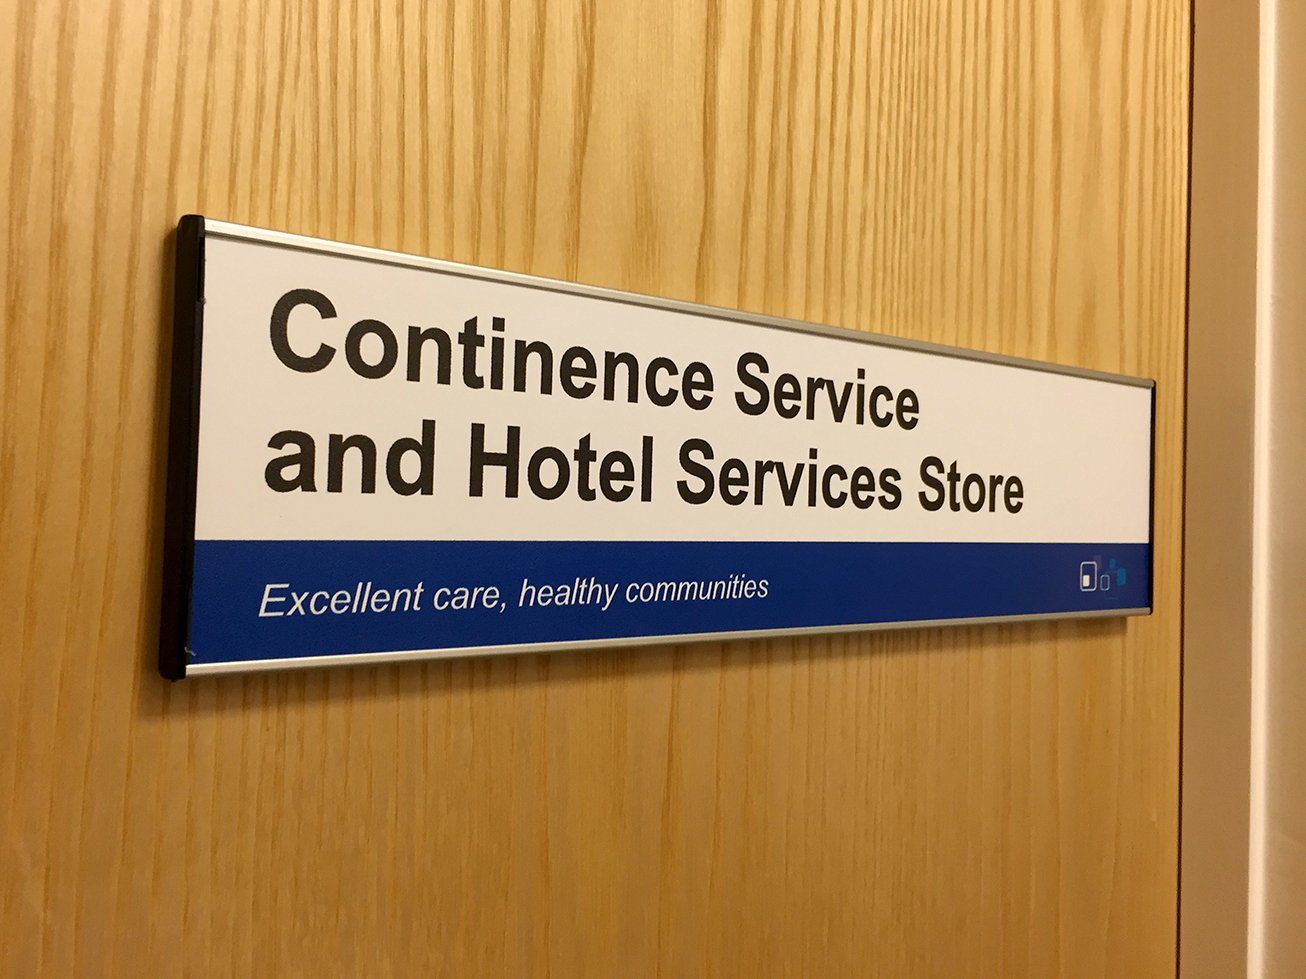 Continence Service
and Hotel Services Store
Excellent care, healthy communities